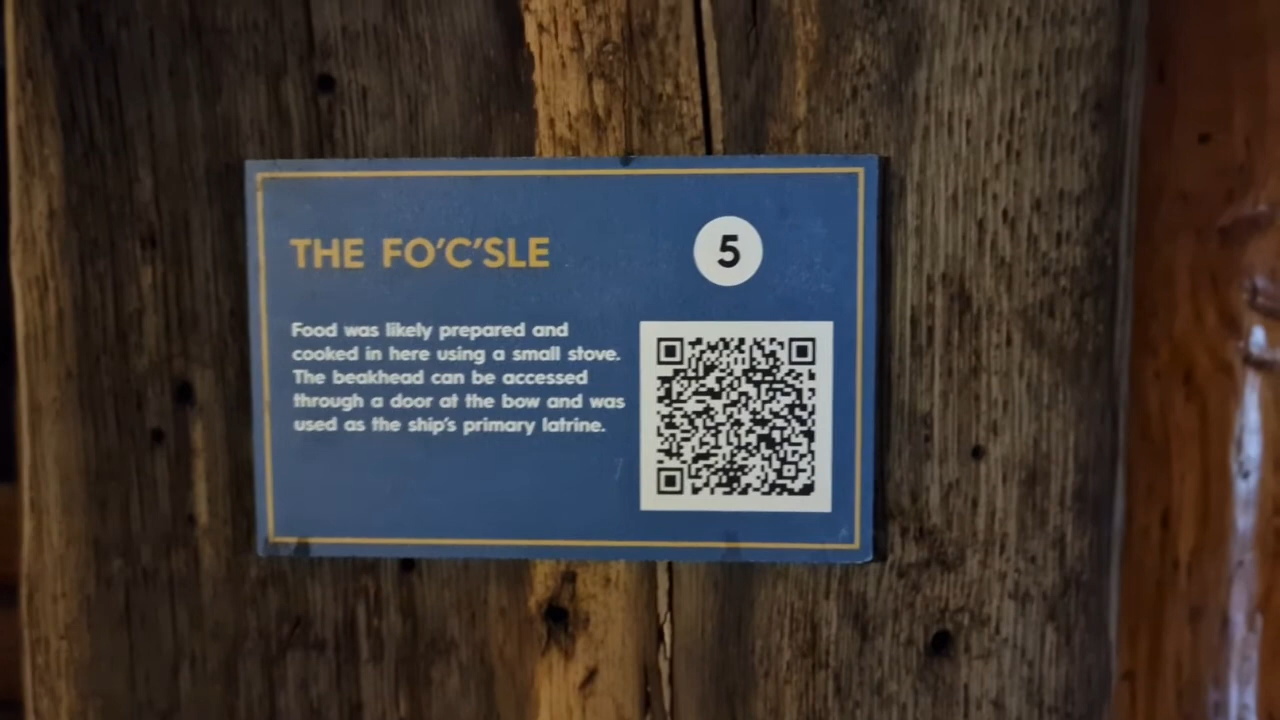 THE FO'C'SLE
5
Food was likely prepared and
cooked in here using a small stove.
The beakhead can be accessed
through a door at the bow and was
used as the ship's primary latrine.